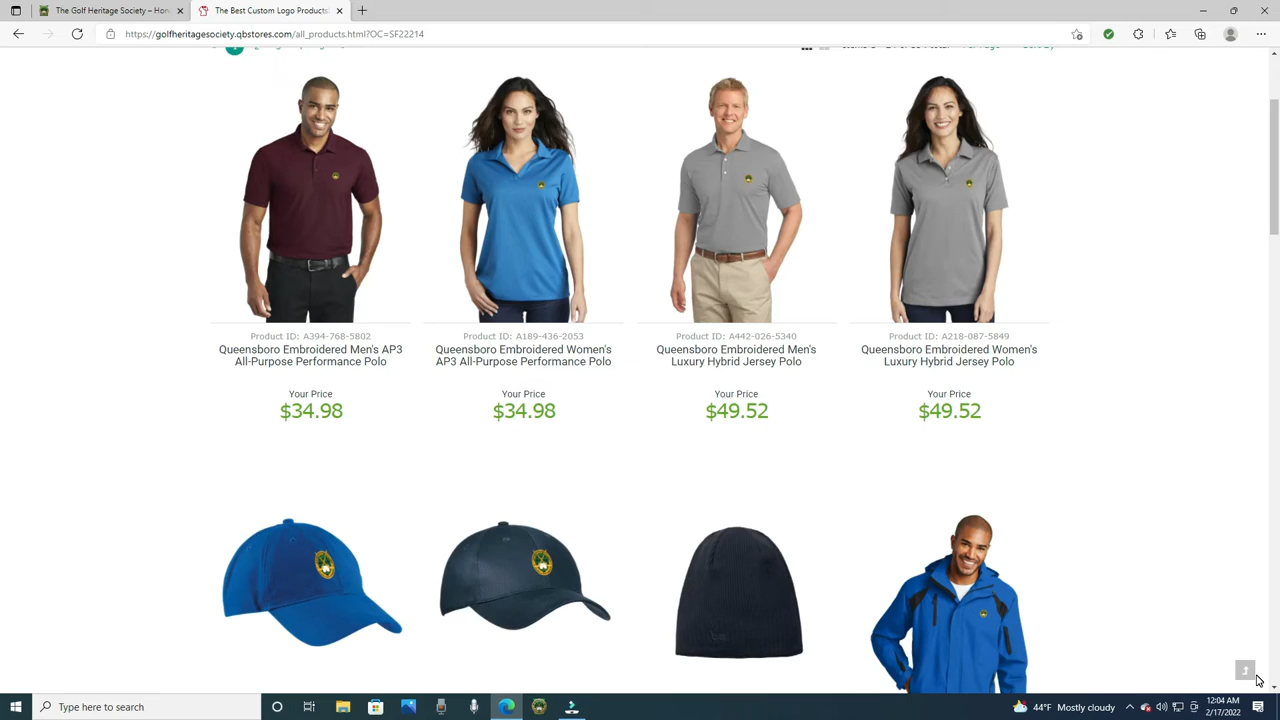 The Golf Heritage Society – Hono
The Best Custom Logo Products
https://golfheritagesociety.qbstores.com/all_products.html?OC=SF22214
Product ID: A394-768-5802
Queensboro Embroidered Men's AP3
All-Purpose Performance Polo
Your Price
$34.98
Product ID: A189-436-2053
Queensboro Embroidered Women's
AP3 All-Purpose Performance Polo
Your Price
$34.98
Product ID: A442-026-5340
Queensboro Embroidered Men's
Luxury Hybrid Jersey Polo
Your Price
$49.52
Product ID: A218-087-5849
Queensboro Embroidered Women's
Luxury Hybrid Jersey Polo
Your Price
$49.52
Type here to search
44°F Mostly cloudy
12:04 AM
2/17/2022